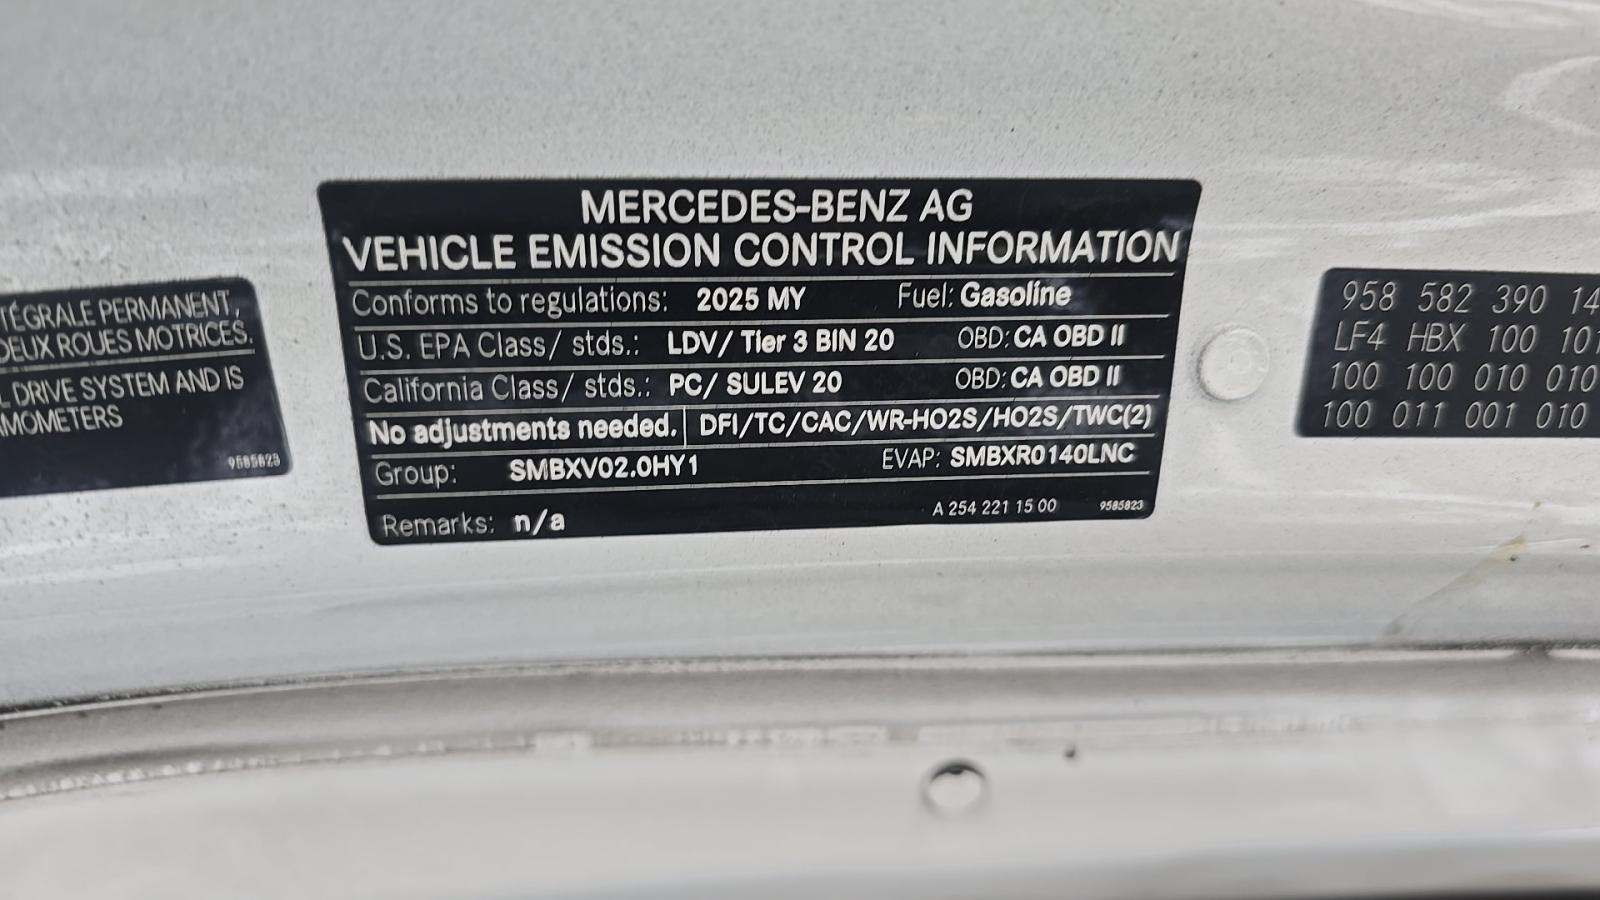 TÉGRALE PERMANENT,
DEUX ROUES MOTRICES.
L DRIVE SYSTEM AND IS
AMOMETERS
9585823
MERCEDES-BENZ AG
VEHICLE EMISSION CONTROL INFORMATION
Conforms to regulations: 2025 MY Fuel: Gasoline
U.S. EPA Class/ stds.: LDV/ Tier 3 BIN 20 OBD: CA OBD II
California Class/ stds.: PC/ SULEV 20 OBD: CA OBD II
No adjustments needed. DFI/TC/CAC/WR-HO2S/HO2S/TWC(2)
Group: SMBXV02.0HY1 EVAP: SMBXR0140LNC
Remarks: n/a A 254 221 15 00 9585823
958 582 390 14
LF4 HBX 100 101
100 100 010 010
100 011 001 010